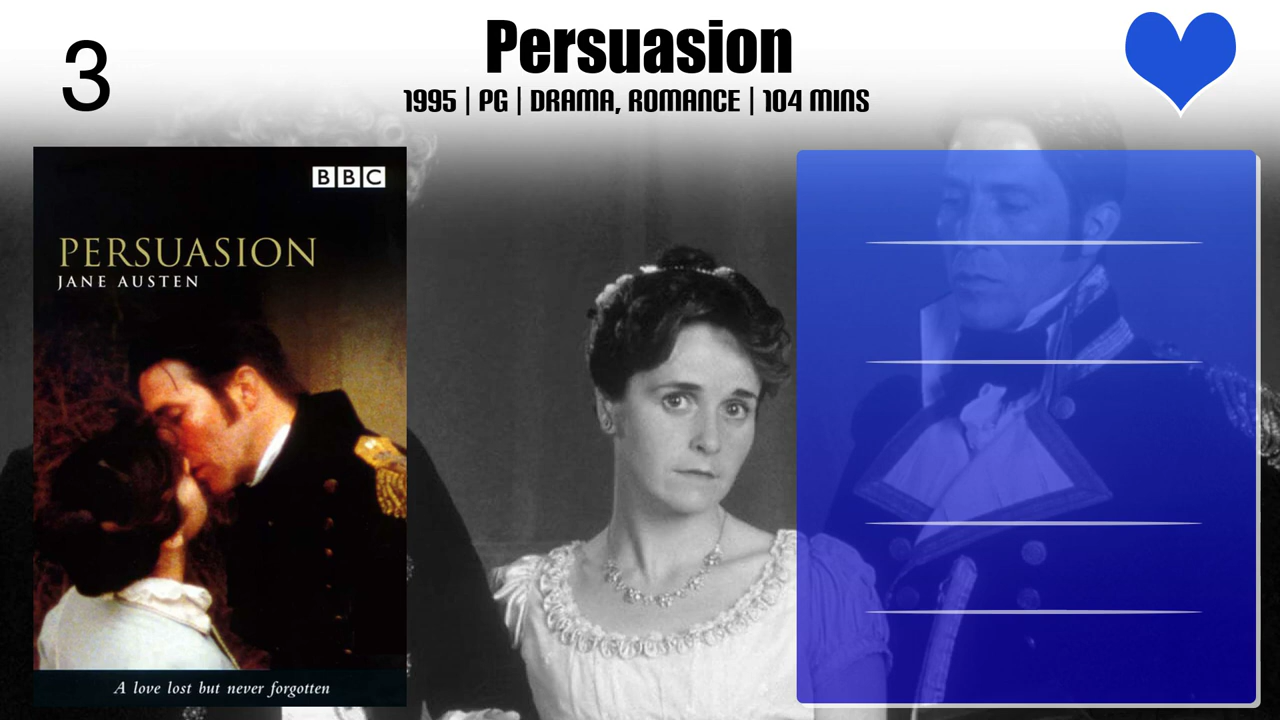 3
Persuasion
1995 | PG | DRAMA, ROMANCE | 104 MINS
BBC
PERSUASION
JANE AUSTEN
A love lost but never forgotten